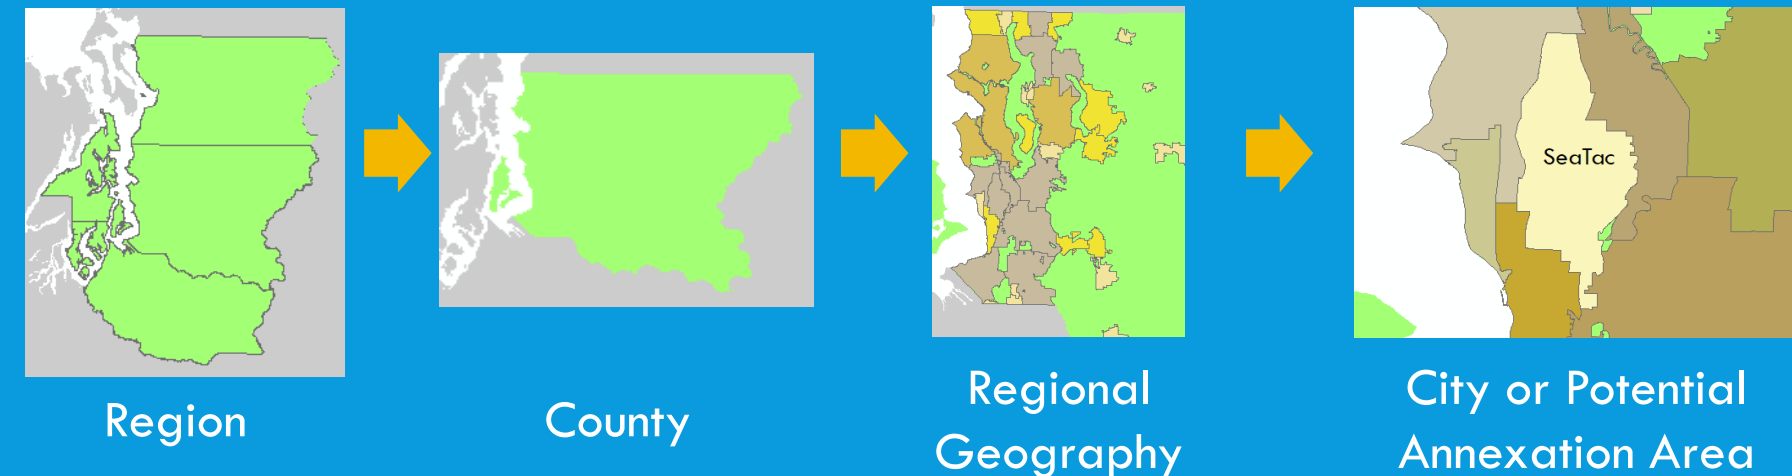 SeaTac
Region
County
Regional
Geography
City or Potential
Annexation Area